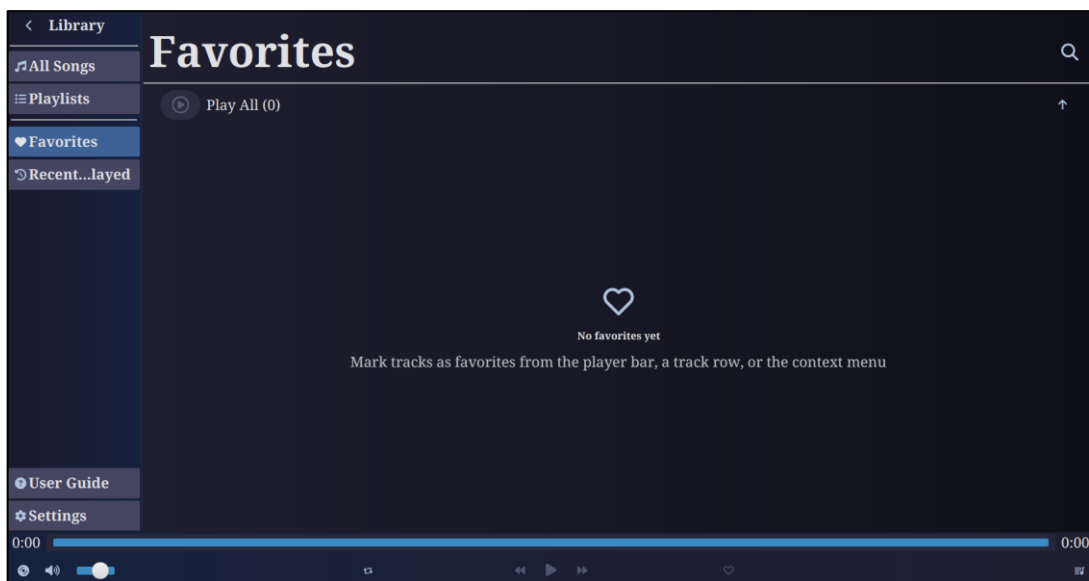 Library
All Songs
Playlists
Favorites
Recent...layed
User Guide
Settings
Favorites
Play All (0)
No favorites yet
Mark tracks as favorites from the player bar, a track row, or the context menu
0:00
0:00